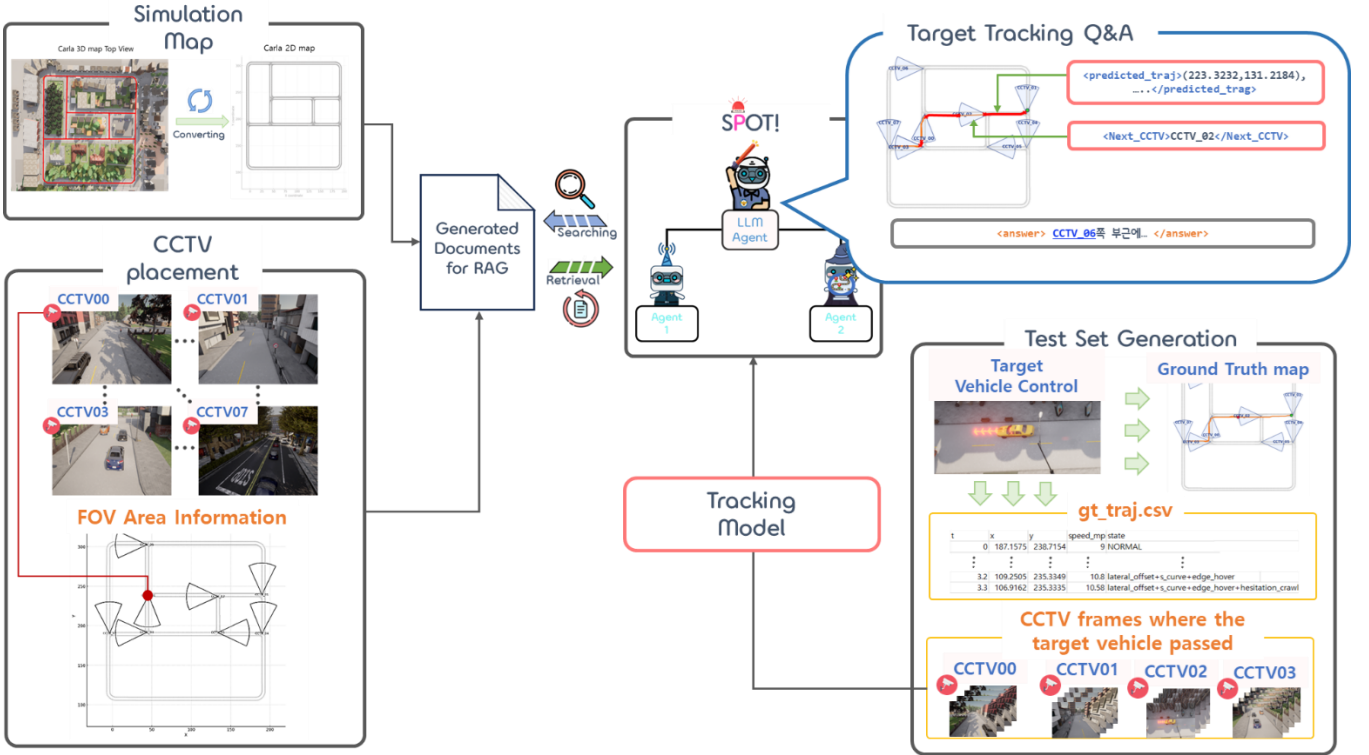 Simulation
Map
Carla 3D map Top View
Carla 2D map
Converting
CCTV
placement
CCTV00
CCTV01
CCTV03
CCTV07
FOV Area Information
Generated
Documents
for RAG
Searching
Retrieval
SPOT!
LLM
Agent
Agent
1
Agent
2
Target Tracking Q&A
<predicted_traj>(223.3232,131.2184),
…..</predicted_trag>
<Next_CCTV>CCTV_02</Next_CCTV>
<answer> CCTV_06쪽 부근에… </answer>
Tracking
Model
Test Set Generation
Target
Vehicle Control
Ground Truth map
gt_traj.csv
t x y speed_mp state
0 187.1575 238.7154 9 NORMAL
3.2 109.2505 235.3349 10.8 lateral_offset+s_curve+edge_hover
3.3 106.9162 235.3335 10.58 lateral_offset+s_curve+edge_hover+hesitation_crawl
CCTV frames where the
target vehicle passed
CCTV00
CCTV01
CCTV02
CCTV03